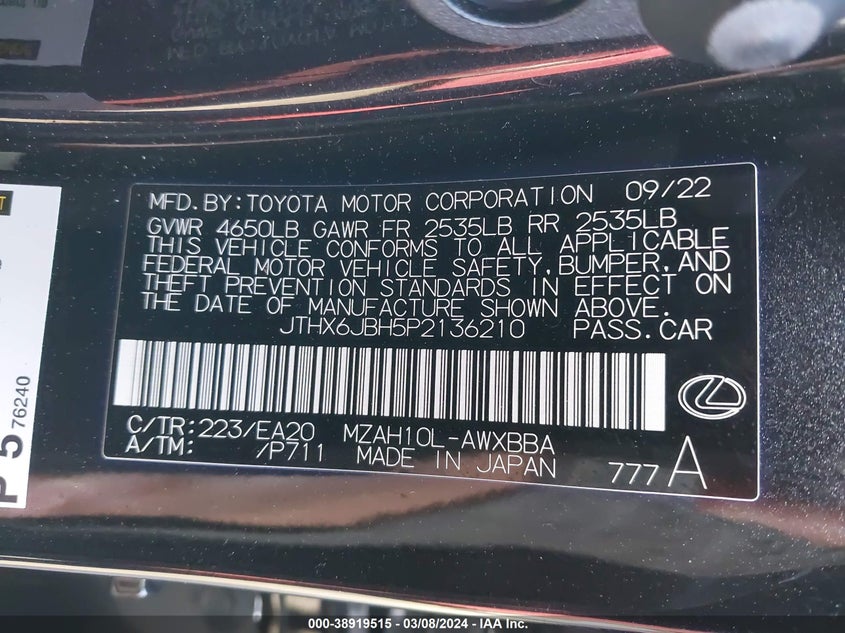 MFD.BY:TOYOTA MOTOR CORPORATION 09/22
GVWR 4650LB GAWR FR 2535LB RR 2535LB
THIS VEHICLE CONFORMS TO ALL APPLICABLE
FEDERAL MOTOR VEHICLE SAFETY,BUMPER,AND
THEFT PREVENTION STANDARDS IN EFFECT ON
THE DATE OF MANUFACTURE SHOWN ABOVE.
JTHX6JBH5P2136210 PASS.CAR
C/TR:223/EA20 MZAH10L-AWXBBA
A/TM: /P711 MADE IN JAPAN
777A
P 5 76240
000-38919515 - 03/08/2024 - IAA Inc.